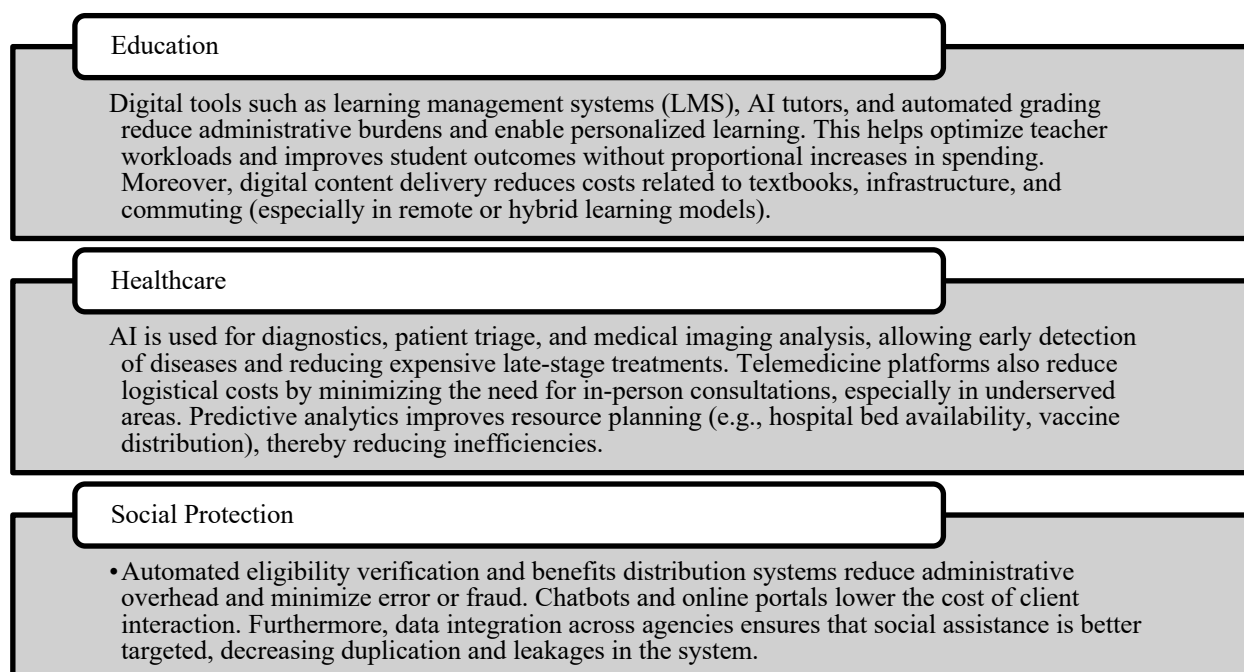 Education
Digital tools such as learning management systems (LMS), AI tutors, and automated grading
reduce administrative burdens and enable personalized learning. This helps optimize teacher
workloads and improves student outcomes without proportional increases in spending.
Moreover, digital content delivery reduces costs related to textbooks, infrastructure, and
commuting (especially in remote or hybrid learning models).
Healthcare
AI is used for diagnostics, patient triage, and medical imaging analysis, allowing early detection
of diseases and reducing expensive late-stage treatments. Telemedicine platforms also reduce
logistical costs by minimizing the need for in-person consultations, especially in underserved
areas. Predictive analytics improves resource planning (e.g., hospital bed availability, vaccine
distribution), thereby reducing inefficiencies.
Social Protection
•Automated eligibility verification and benefits distribution systems reduce administrative
overhead and minimize error or fraud. Chatbots and online portals lower the cost of client
interaction. Furthermore, data integration across agencies ensures that social assistance is better
targeted, decreasing duplication and leakages in the system.